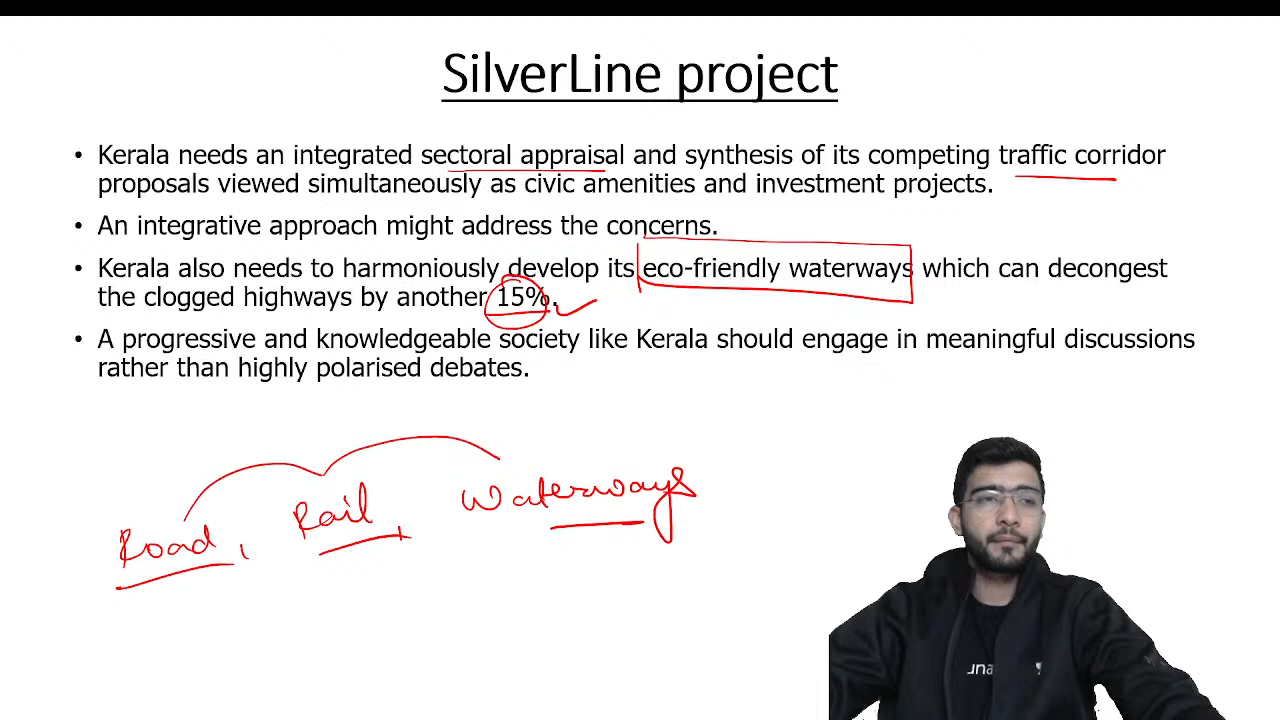 SilverLine project
• Kerala needs an integrated sectoral appraisal and synthesis of its competing traffic corridor
proposals viewed simultaneously as civic amenities and investment projects.
• An integrative approach might address the concerns.
• Kerala also needs to harmoniously develop its eco-friendly waterways which can decongest
the clogged highways by another 15%.
• A progressive and knowledgeable society like Kerala should engage in meaningful discussions
rather than highly polarised debates.
Road, Rail, Waterways
una